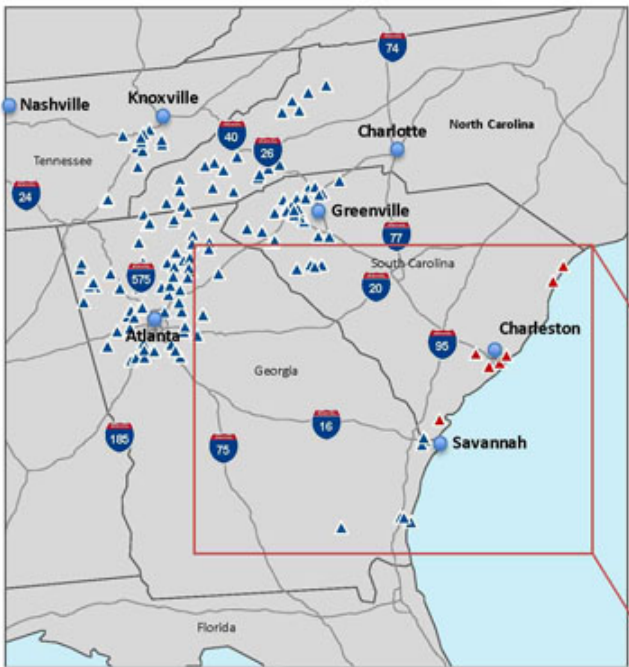 74
Nashville
Knoxville
40
Charlotte
North Carolina
26
Tennessee
24
Greenville
77
South Carolina
575
20
Atlanta
Charleston
95
Georgia
16
185
75
Savannah
Florida